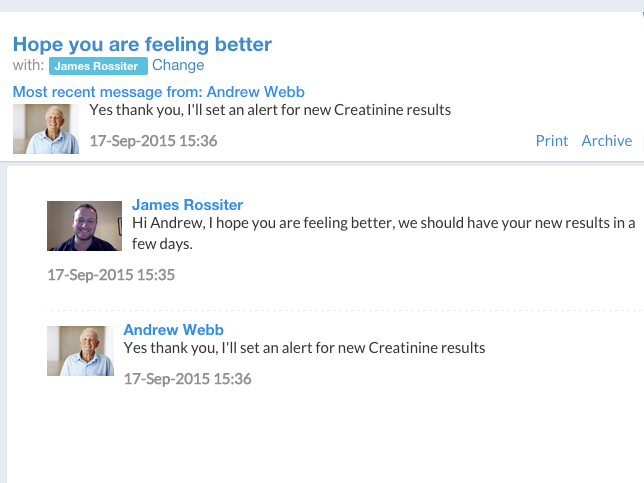 Hope you are feeling better
with: James Rossiter Change
Most recent message from: Andrew Webb
Yes thank you, I'll set an alert for new Creatinine results
17-Sep-2015 15:36
Print Archive
James Rossiter
Hi Andrew, I hope you are feeling better, we should have your new results in a
few days.
17-Sep-2015 15:35
Andrew Webb
Yes thank you, I'll set an alert for new Creatinine results
17-Sep-2015 15:36